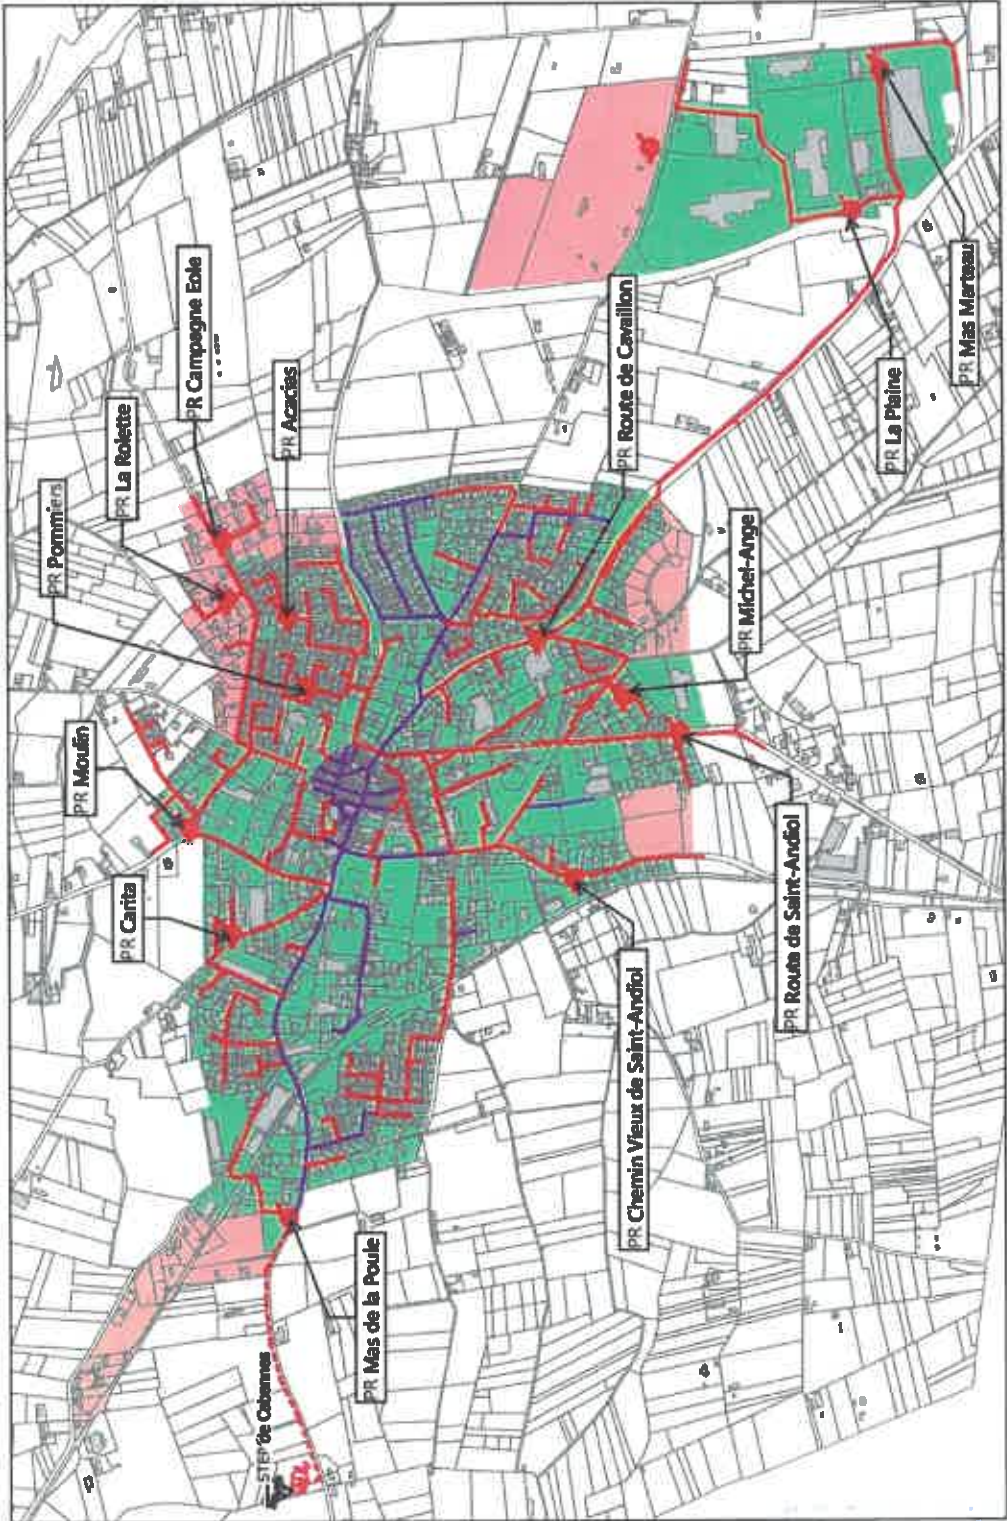 PR Campagne Eole
PR La Rolette
PR Acacias
PR Pommiers
PR Route de Cavaillon
PR Mas Marteau
PR La Plaine
PR Michel-Ange
PR Moulin
PR Carita
PR Route de Saint-Andiol
PR Chemin Vieux de Saint-Andiol
PR Mas de la Poule
STEP de Cabannes